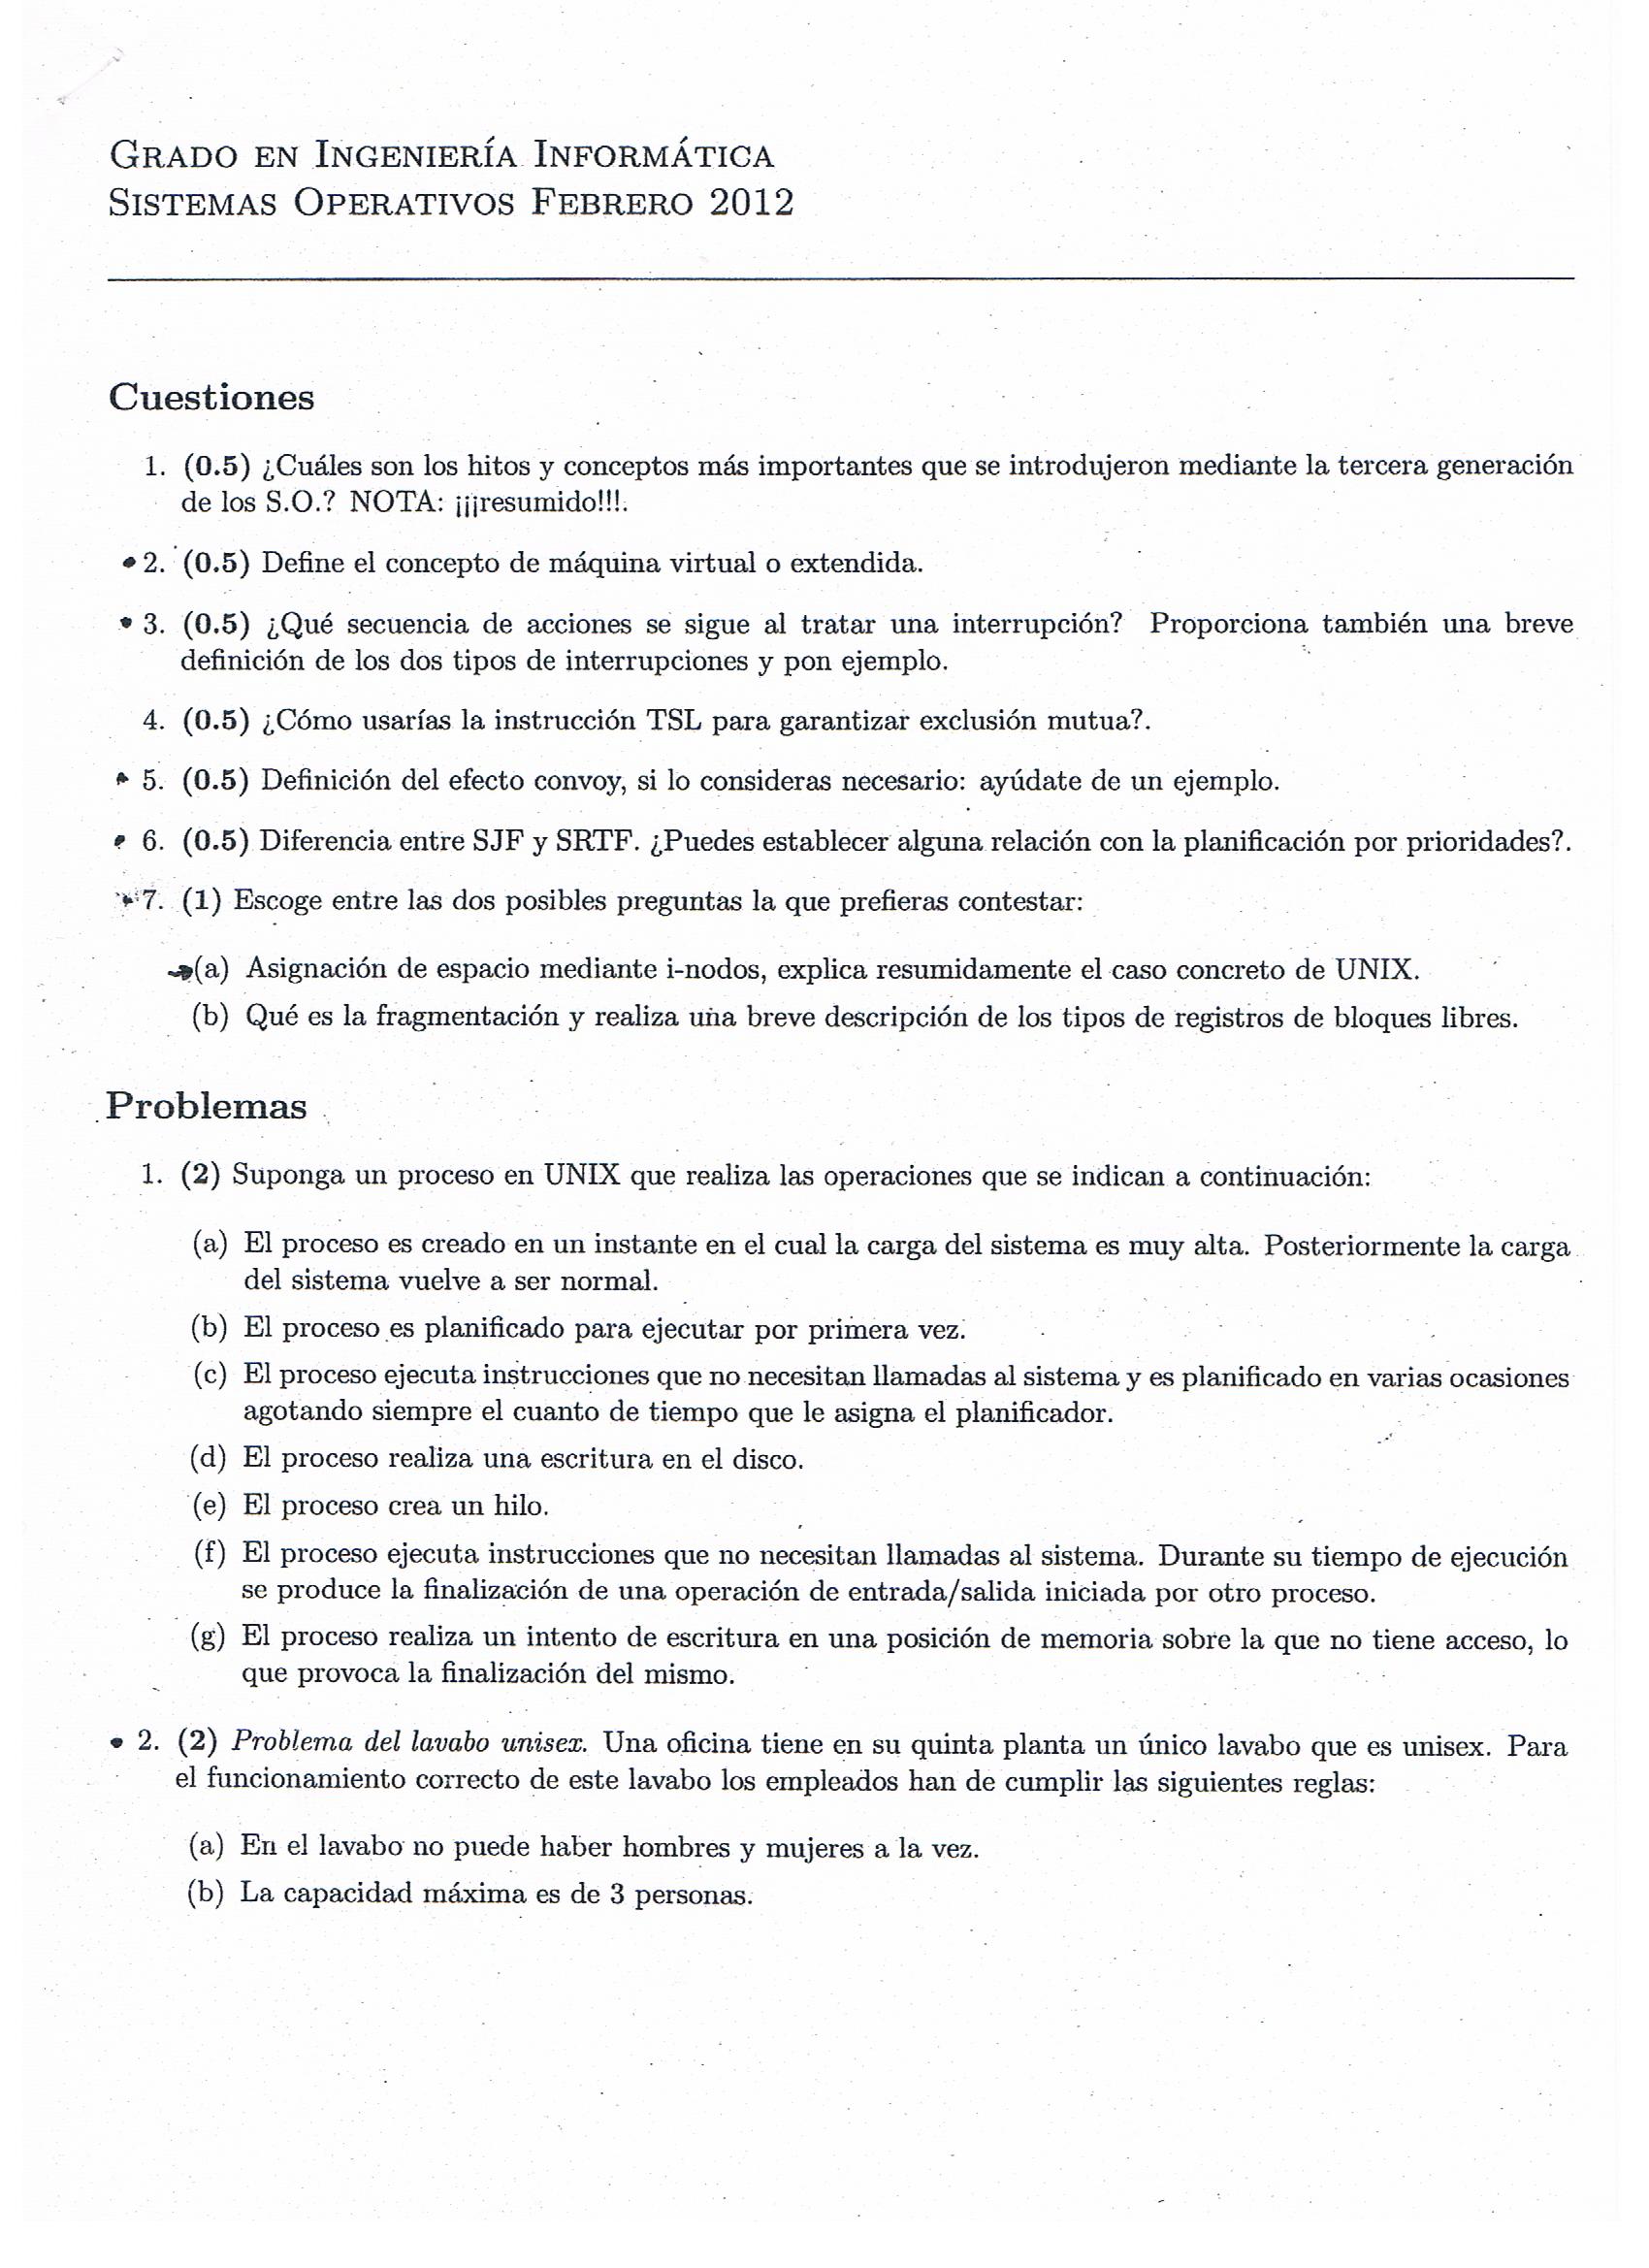 GRADO EN INGENIERÍA INFORMÁTICA
SISTEMAS OPERATIVOS FEBRERO 2012
Cuestiones
1. (0.5) ¿Cuáles son los hitos y conceptos más importantes que se introdujeron mediante la tercera generación
de los S.O.? NOTA: ¡¡¡resumido!!!.
2. (0.5) Define el concepto de máquina virtual o extendida.
3. (0.5) ¿Qué secuencia de acciones se sigue al tratar una interrupción? Proporciona también una breve
definición de los dos tipos de interrupciones y pon ejemplo.
4. (0.5) ¿Cómo usarías la instrucción TSL para garantizar exclusión mutua?.
5. (0.5) Definición del efecto convoy, si lo consideras necesario: ayúdate de un ejemplo.
6. (0.5) Diferencia entre SJF y SRTF. ¿Puedes establecer alguna relación con la planificación por prioridades?.
7. (1) Escoge entre las dos posibles preguntas la que prefieras contestar:
(a) Asignación de espacio mediante i-nodos, explica resumidamente el caso concreto de UNIX.
(b) Qué es la fragmentación y realiza una breve descripción de los tipos de registros de bloques libres.
Problemas
1. (2) Suponga un proceso en UNIX que realiza las operaciones que se indican a continuación:
(a) El proceso es creado en un instante en el cual la carga del sistema es muy alta. Posteriormente la carga
del sistema vuelve a ser normal.
(b) El proceso es planificado para ejecutar por primera vez.
(c) El proceso ejecuta instrucciones que no necesitan llamadas al sistema y es planificado en varias ocasiones
agotando siempre el cuanto de tiempo que le asigna el planificador.
(d) El proceso realiza una escritura en el disco.
(e) El proceso crea un hilo.
(f) El proceso ejecuta instrucciones que no necesitan llamadas al sistema. Durante su tiempo de ejecución
se produce la finalización de una operación de entrada/salida iniciada por otro proceso.
(g) El proceso realiza un intento de escritura en una posición de memoria sobre la que no tiene acceso, lo
que provoca la finalización del mismo.
2. (2) Problema del lavabo unisex. Una oficina tiene en su quinta planta un único lavabo que es unisex. Para
el funcionamiento correcto de este lavabo los empleados han de cumplir las siguientes reglas:
(a) En el lavabo no puede haber hombres y mujeres a la vez.
(b) La capacidad máxima es de 3 personas.